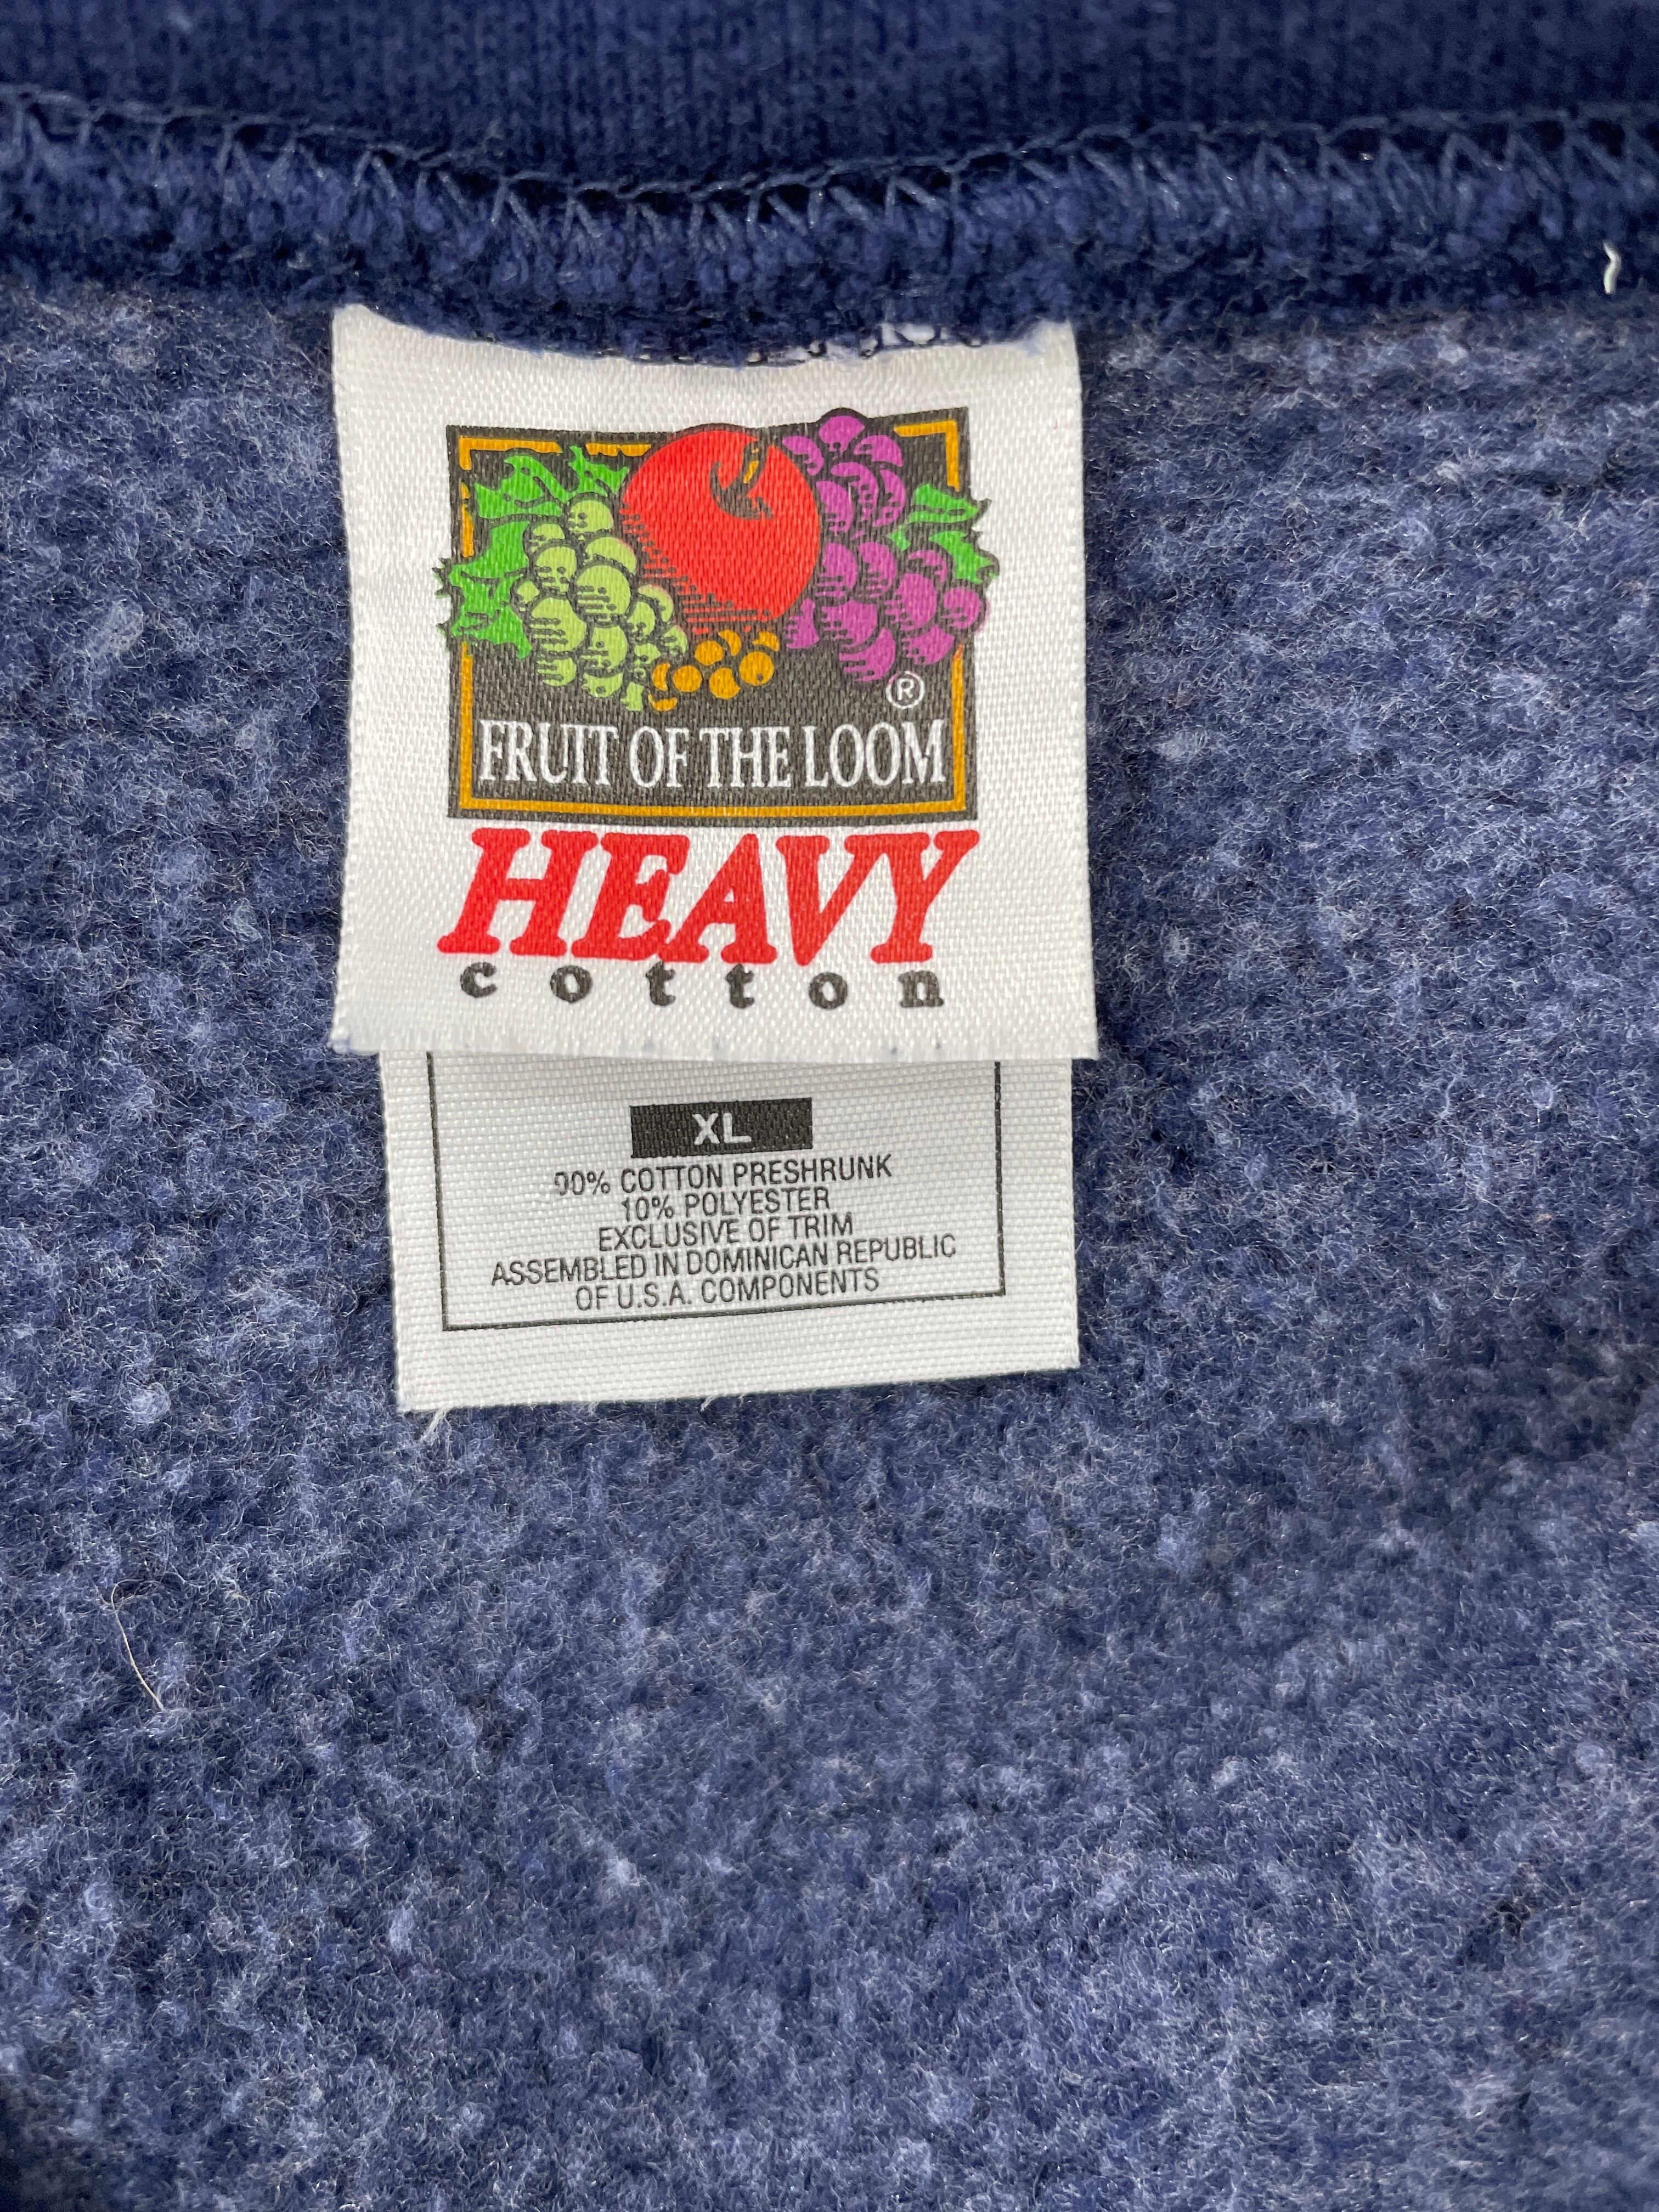 ®
FRUIT OF THE LOOM
HEAVY
cotton
XL
90% COTTON PRESHRUNK
10% POLYESTER
EXCLUSIVE OF TRIM
ASSEMBLED IN DOMINICAN REPUBLIC
OF U.S.A. COMPONENTS